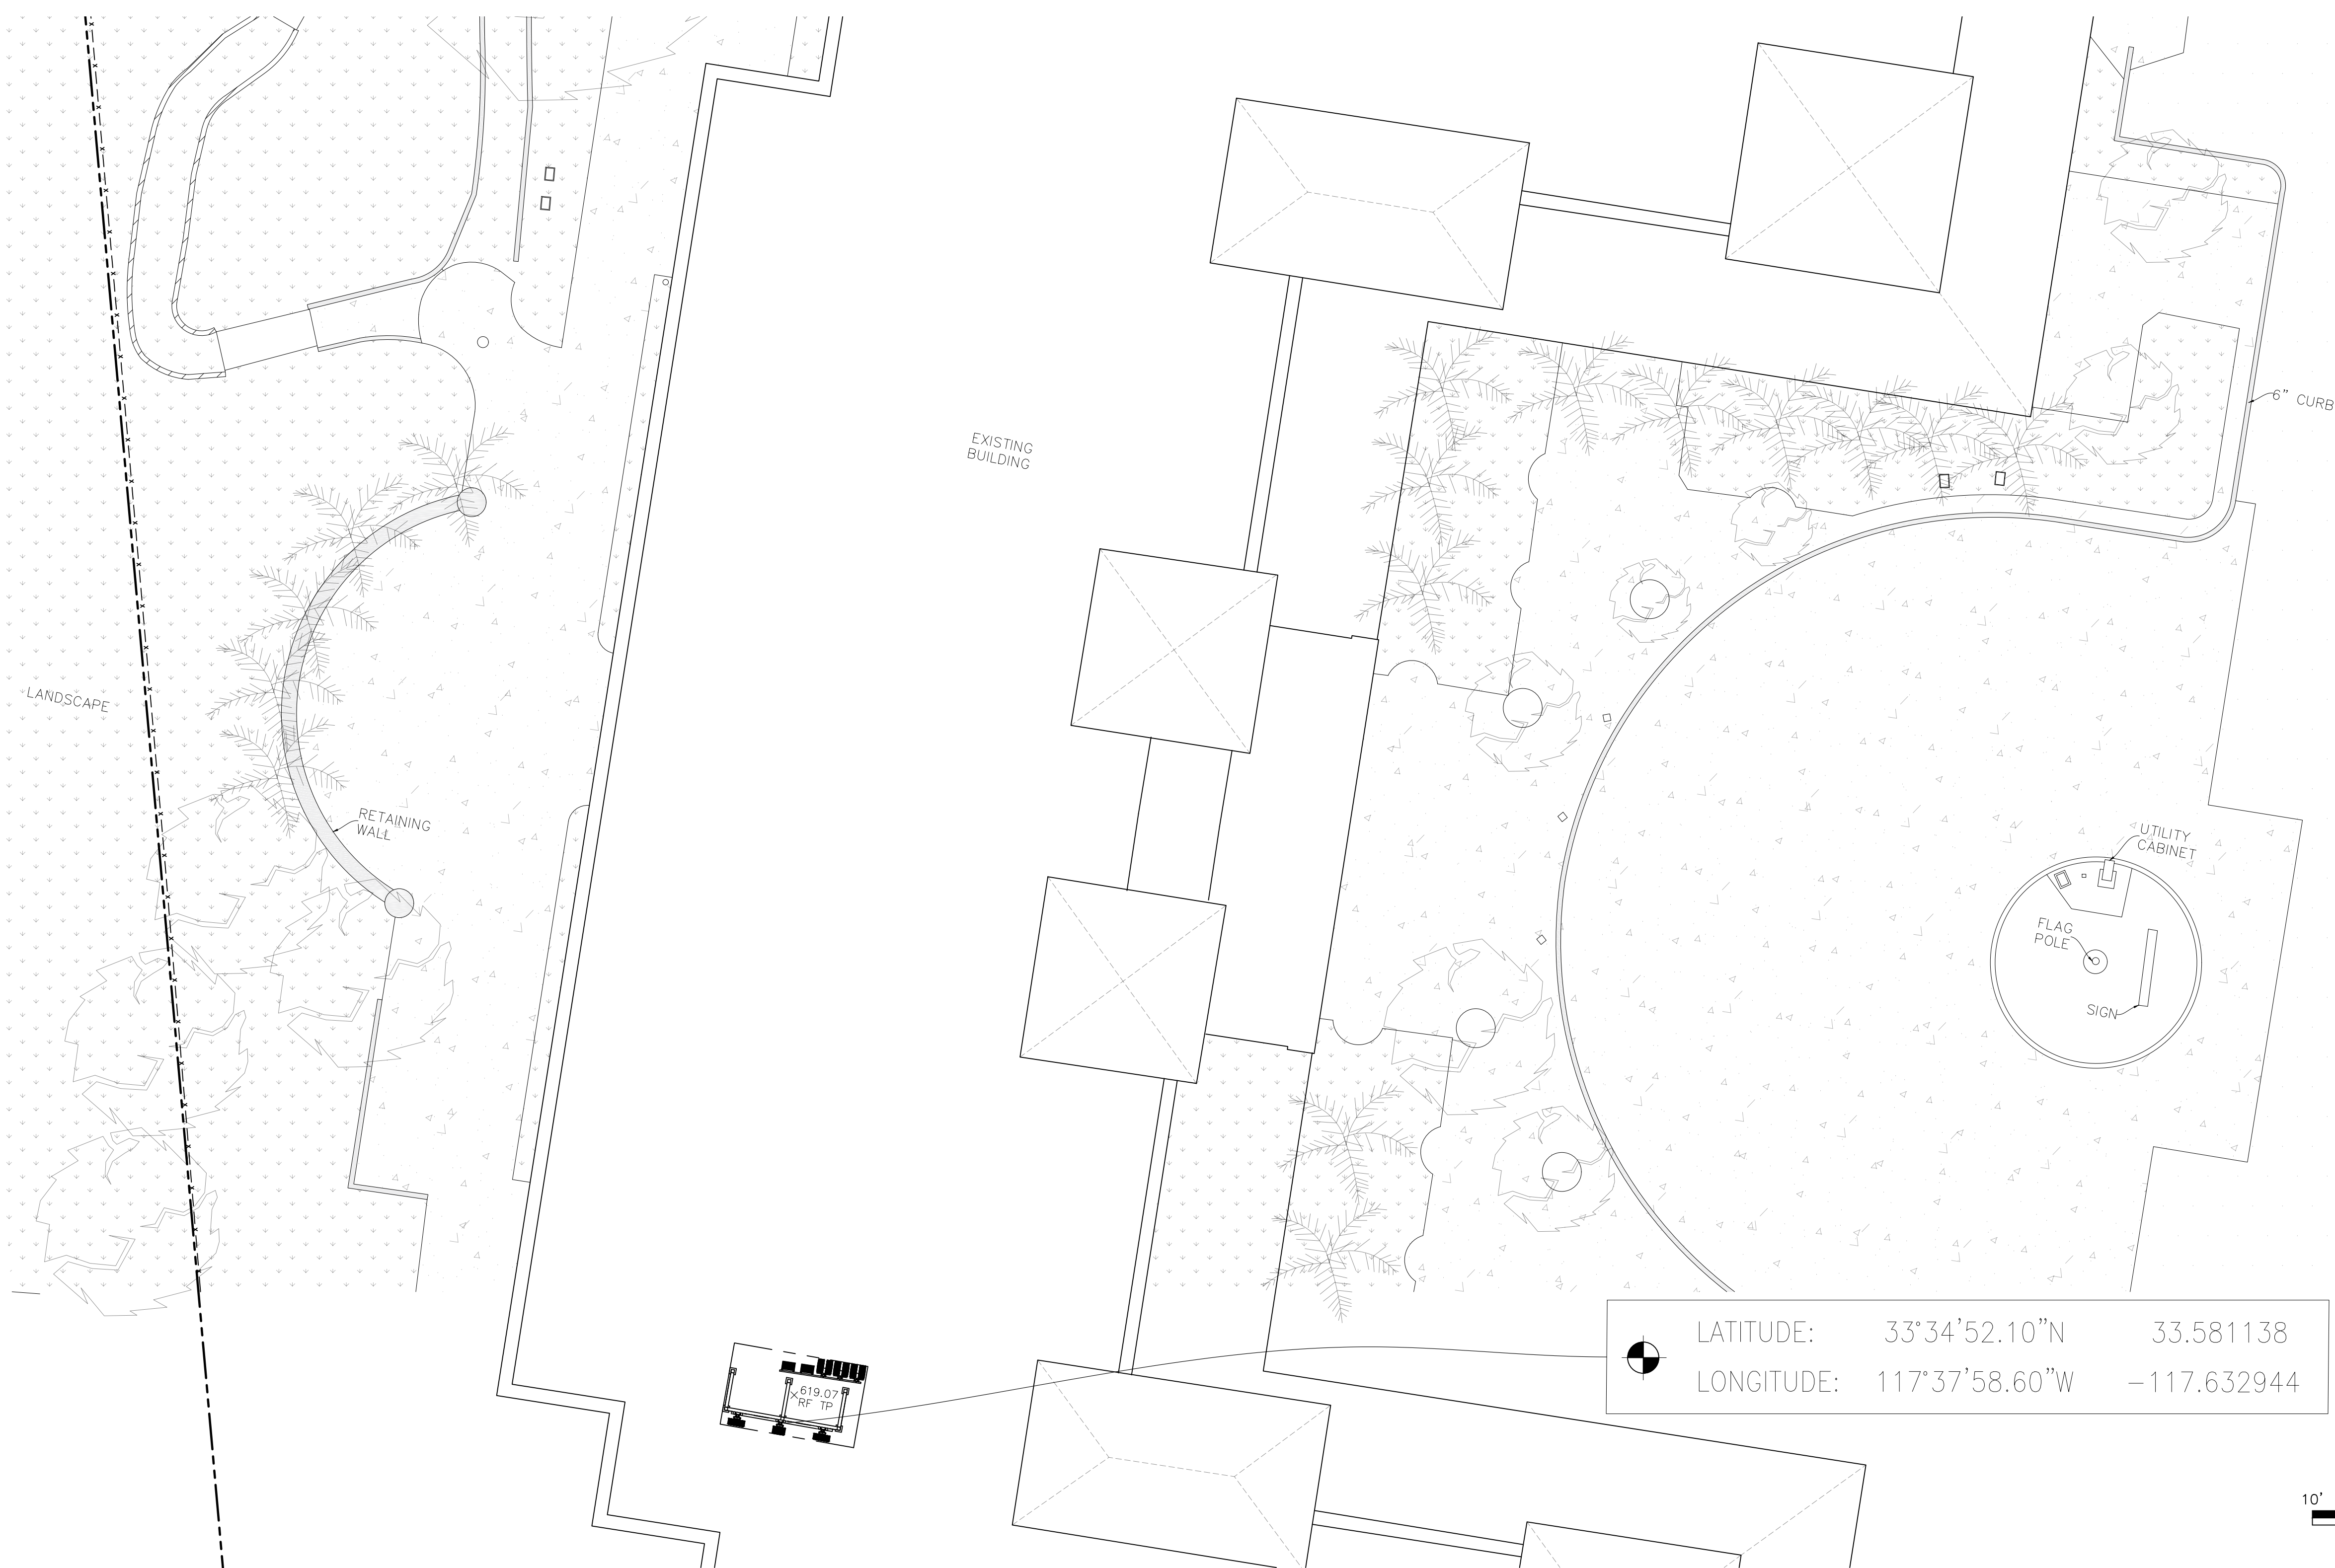 EXISTING
BUILDING
6" CURB
LANDSCAPE
RETAINING
WALL
UTILITY
CABINET
FLAG
POLE
SIGN
619.07
RF TP
LATITUDE: 33°34'52.10"N 33.581138
LONGITUDE: 117°37'58.60"W -117.632944
10'